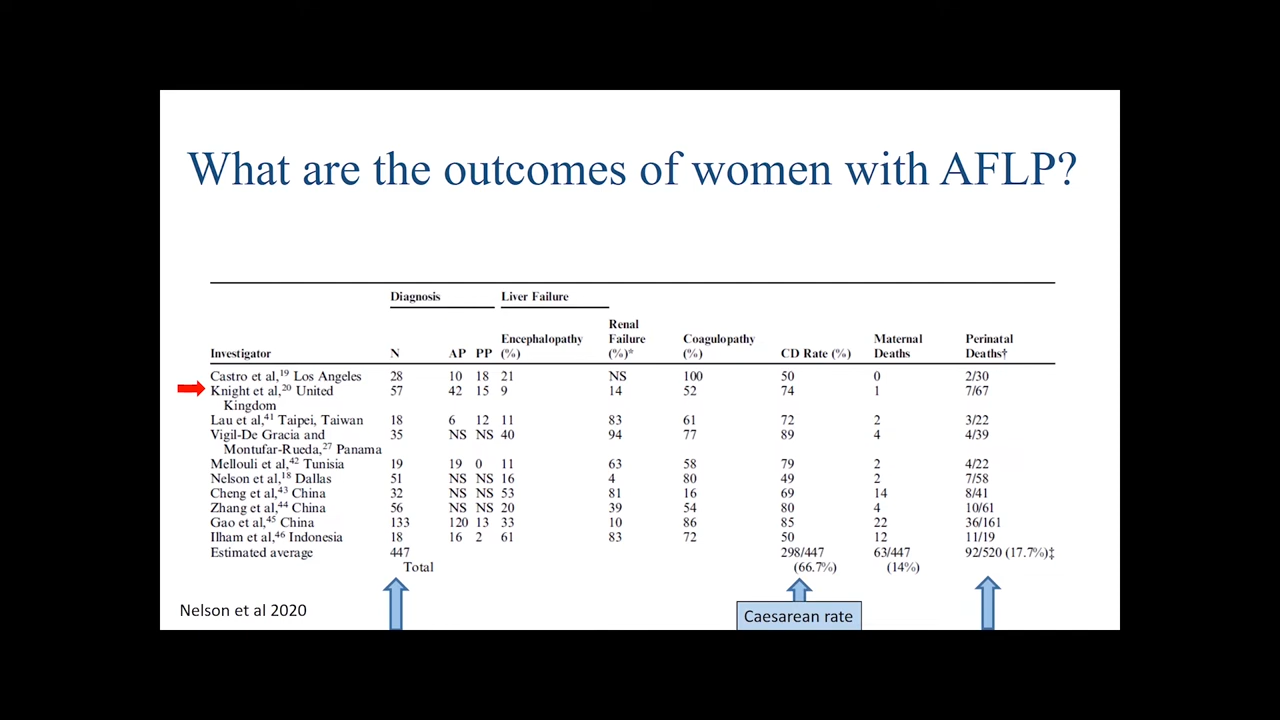 What are the outcomes of women with AFLP?
Diagnosis Liver Failure
Renal
Encephalopathy Failure Coagulopathy Maternal Perinatal
Investigator N AP PP (%) (%)* (%) CD Rate (%) Deaths Deaths†
Castro et al,19 Los Angeles 28 10 18 21 NS 100 50 0 2/30
Knight et al,20 United 57 42 15 9 14 52 74 1 7/67
Kingdom
Lau et al,41 Taipei, Taiwan 18 6 12 11 83 61 72 2 3/22
Vigil-De Gracia and 35 NS NS 40 94 77 89 4 4/39
Montufar-Rueda,27 Panama
Mellouli et al,42 Tunisia 19 19 0 11 63 58 79 2 4/22
Nelson et al,18 Dallas 51 NS NS 16 4 80 49 2 7/58
Cheng et al,43 China 32 NS NS 53 81 16 69 14 8/41
Zhang et al,44 China 56 NS NS 20 39 54 80 4 10/61
Gao et al,45 China 133 120 13 33 10 86 85 22 36/161
Ilham et al,46 Indonesia 18 16 2 61 83 72 50 12 11/19
Estimated average 447 298/447 63/447 92/520 (17.7%)‡
Total (66.7%) (14%)
Nelson et al 2020
Caesarean rate